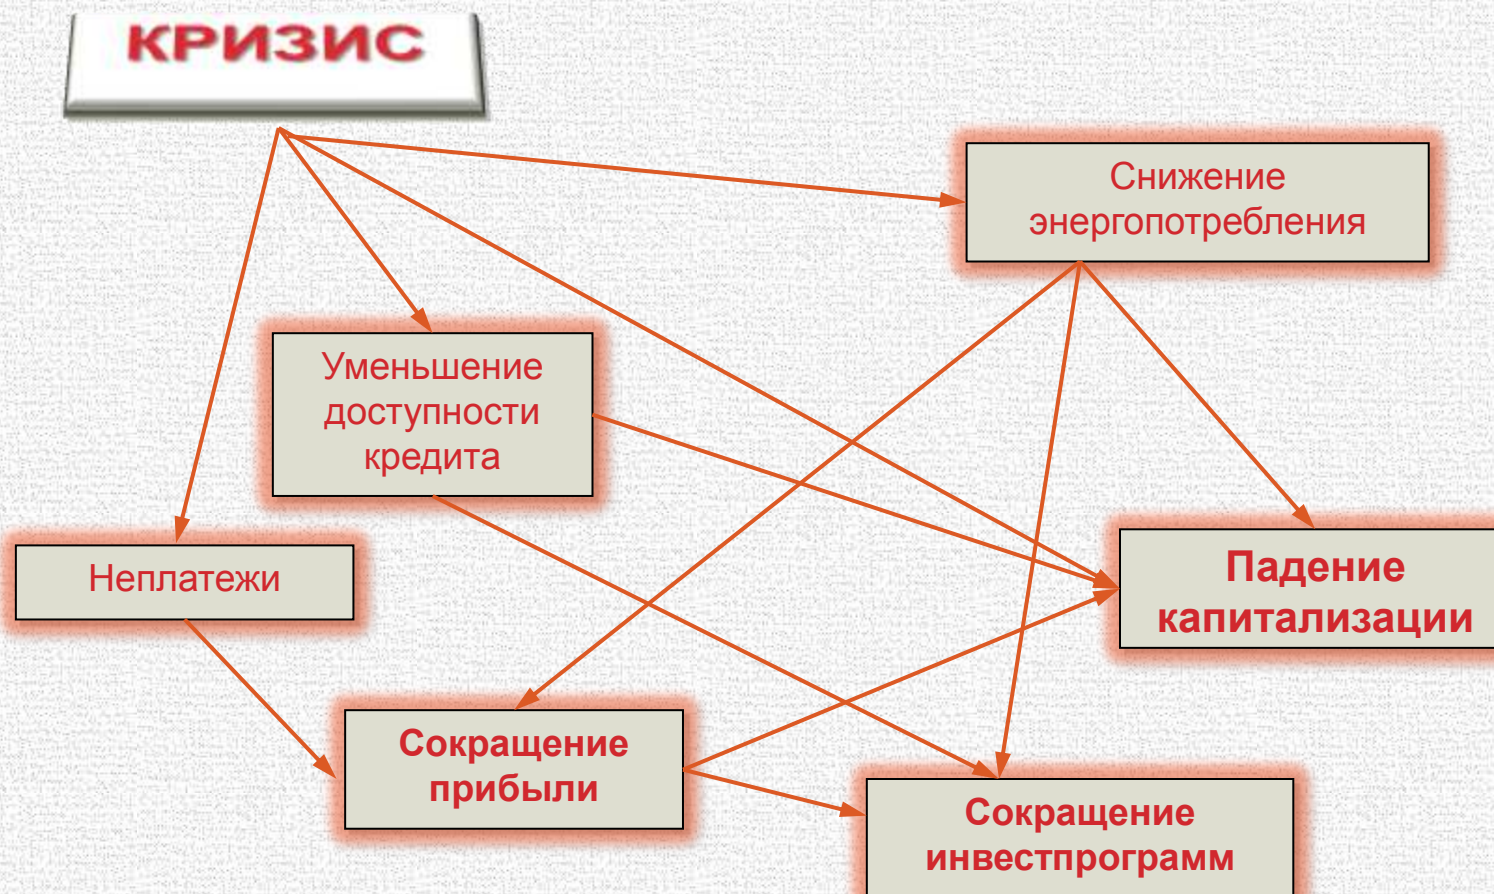 КРИЗИС
Снижение
энергопотребления
Уменьшение
доступности
кредита
Неплатежи
Падение
капитализации
Сокращение
прибыли
Сокращение
инвестпрограмм